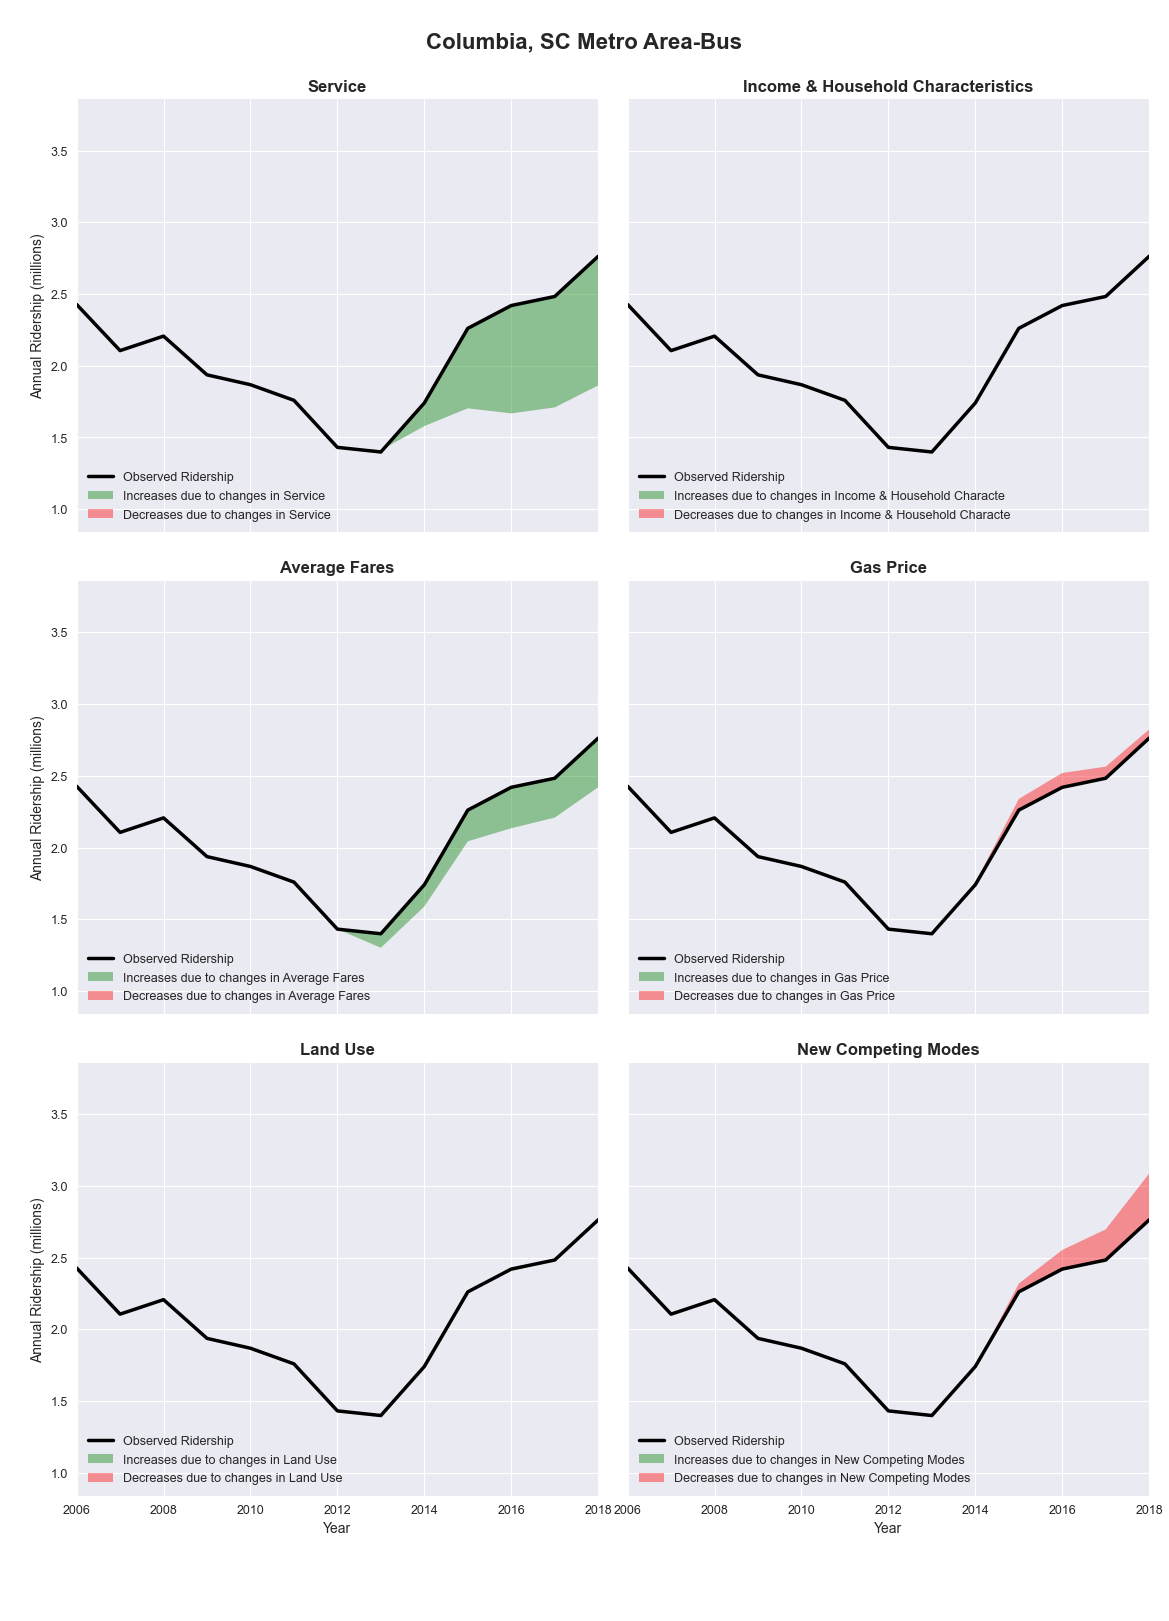 Columbia, SC Metro Area-Bus
Service
Annual Ridership (millions)
3.5
3.0
2.5
2.0
1.5
1.0
Observed Ridership
Increases due to changes in Service
Decreases due to changes in Service
Income & Household Characteristics
Observed Ridership
Increases due to changes in Income & Household Characte
Decreases due to changes in Income & Household Characte
Average Fares
Annual Ridership (millions)
3.5
3.0
2.5
2.0
1.5
1.0
Observed Ridership
Increases due to changes in Average Fares
Decreases due to changes in Average Fares
Gas Price
Observed Ridership
Increases due to changes in Gas Price
Decreases due to changes in Gas Price
Land Use
Annual Ridership (millions)
3.5
3.0
2.5
2.0
1.5
1.0
Observed Ridership
Increases due to changes in Land Use
Decreases due to changes in Land Use
2006 2008 2010 2012 2014 2016 2018
Year
New Competing Modes
Observed Ridership
Increases due to changes in New Competing Modes
Decreases due to changes in New Competing Modes
2006 2008 2010 2012 2014 2016 2018
Year